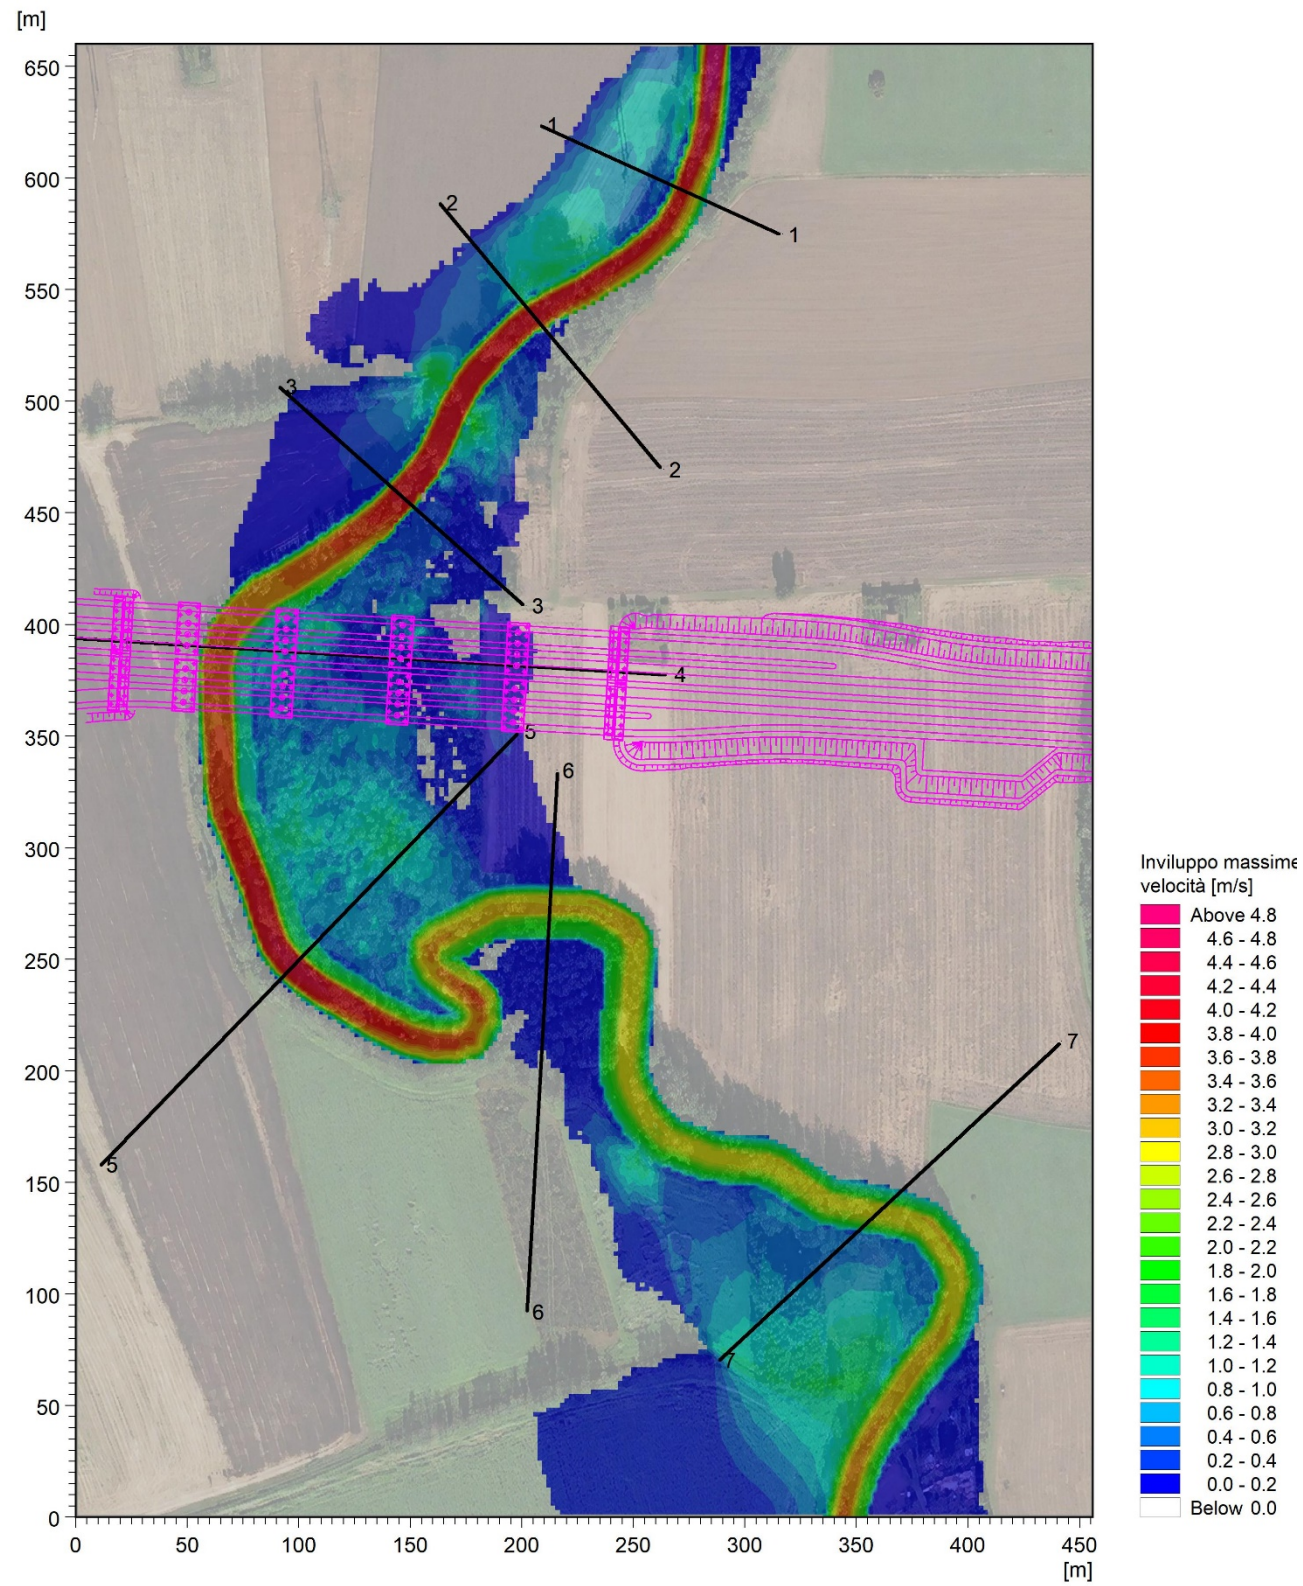 [m]
650
600
550
500
450
400
350
300
250
200
150
100
50
0
0 50 100 150 200 250 300 350 400 450
[m]
1
1
2
2
3
3
4
5
5
6
6
7
7
Inviluppo massime
velocità [m/s]
Above 4.8
4.6 - 4.8
4.4 - 4.6
4.2 - 4.4
4.0 - 4.2
3.8 - 4.0
3.6 - 3.8
3.4 - 3.6
3.2 - 3.4
3.0 - 3.2
2.8 - 3.0
2.6 - 2.8
2.4 - 2.6
2.2 - 2.4
2.0 - 2.2
1.8 - 2.0
1.6 - 1.8
1.4 - 1.6
1.2 - 1.4
1.0 - 1.2
0.8 - 1.0
0.6 - 0.8
0.4 - 0.6
0.2 - 0.4
0.0 - 0.2
Below 0.0